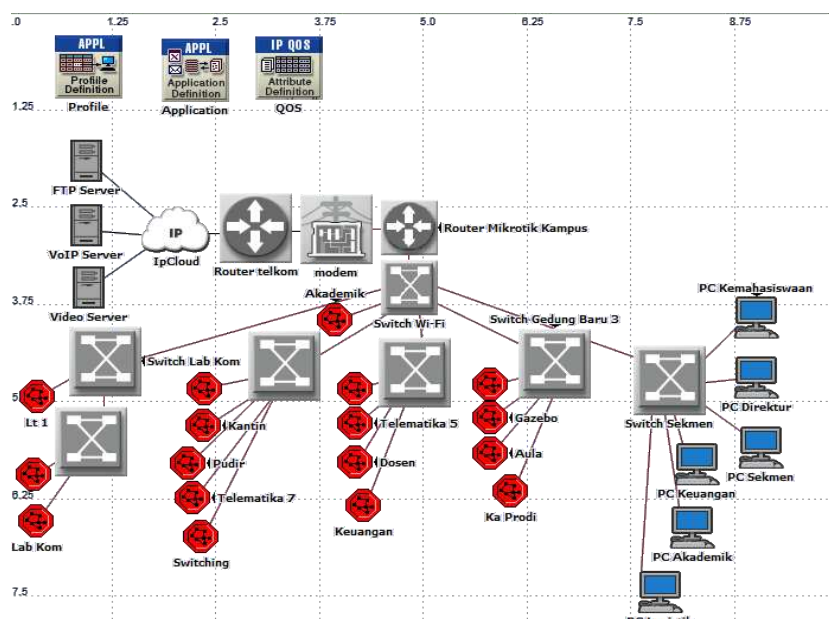 .0 1.25 2.5 3.75 5.0 6.25 7.5 8.75
APPL
Profile
Definition
Profile
APPL
Application
Definition
Application
IP QOS
Attribute
Definition
QOS
1.25
FTP Server
2.5
VoIP Server
IP
IpCloud
Router telkom
modem
Router Mikrotik Kampus
Video Server
3.75
Akademik
Switch Wi-Fi
Switch Gedung Baru 3
PC Kemahasiswaan
Switch Lab Kom
Lt 1
Kantin
Telematika 5
Gazebo
Switch Sekmen
PC Direktur
Pudir
Dosen
Aula
PC Sekmen
Telematika 7
PC Keuangan
Lab Kom
Switching
Keuangan
Ka Prodi
PC Akademik
6.25
7.5